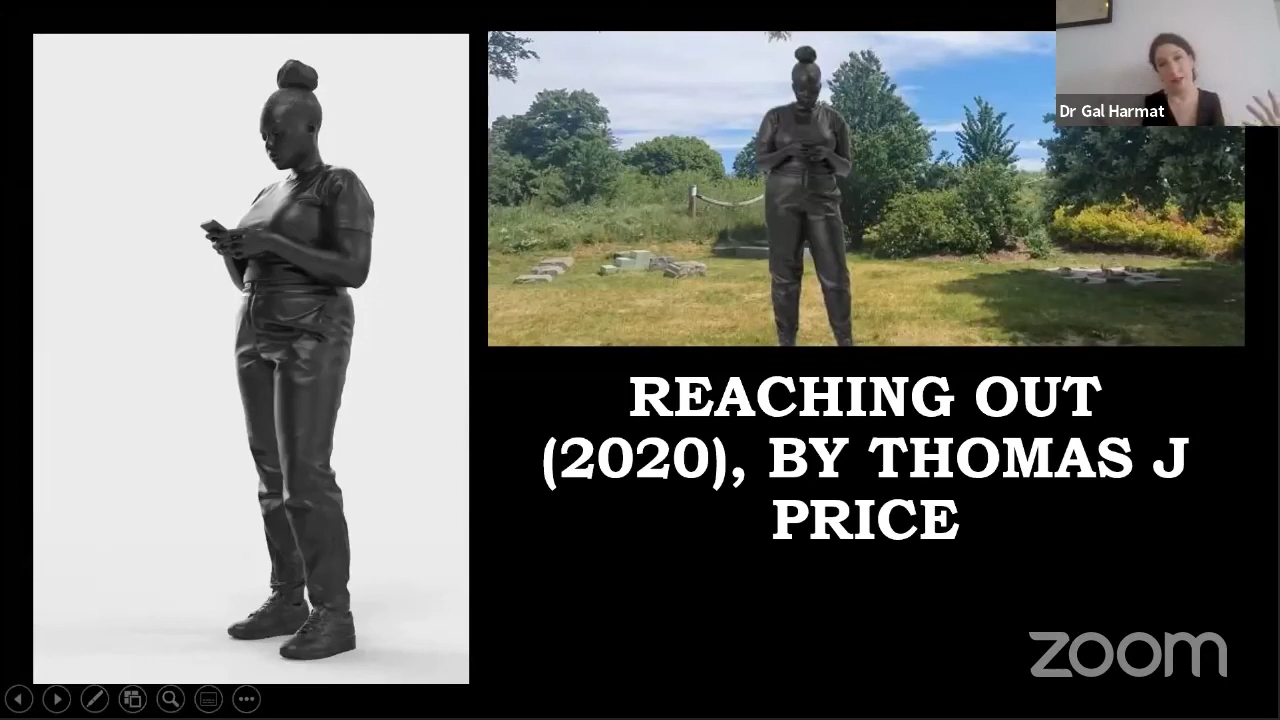 Dr Gal Harmat
REACHING OUT
(2020), BY THOMAS J
PRICE
zoom